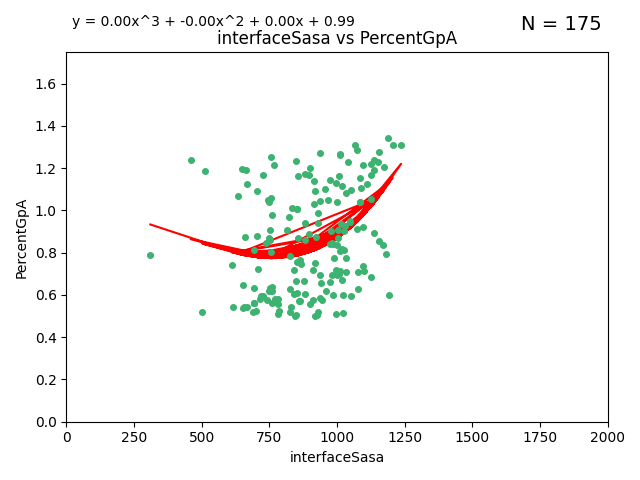 y = 0.00x^3 + -0.00x^2 + 0.00x + 0.99
N = 175
interfaceSasa vs PercentGpA
PercentGpA
1.6
1.4
1.2
1.0
0.8
0.6
0.4
0.2
0.0
0 250 500 750 1000 1250 1500 1750 2000
interfaceSasa